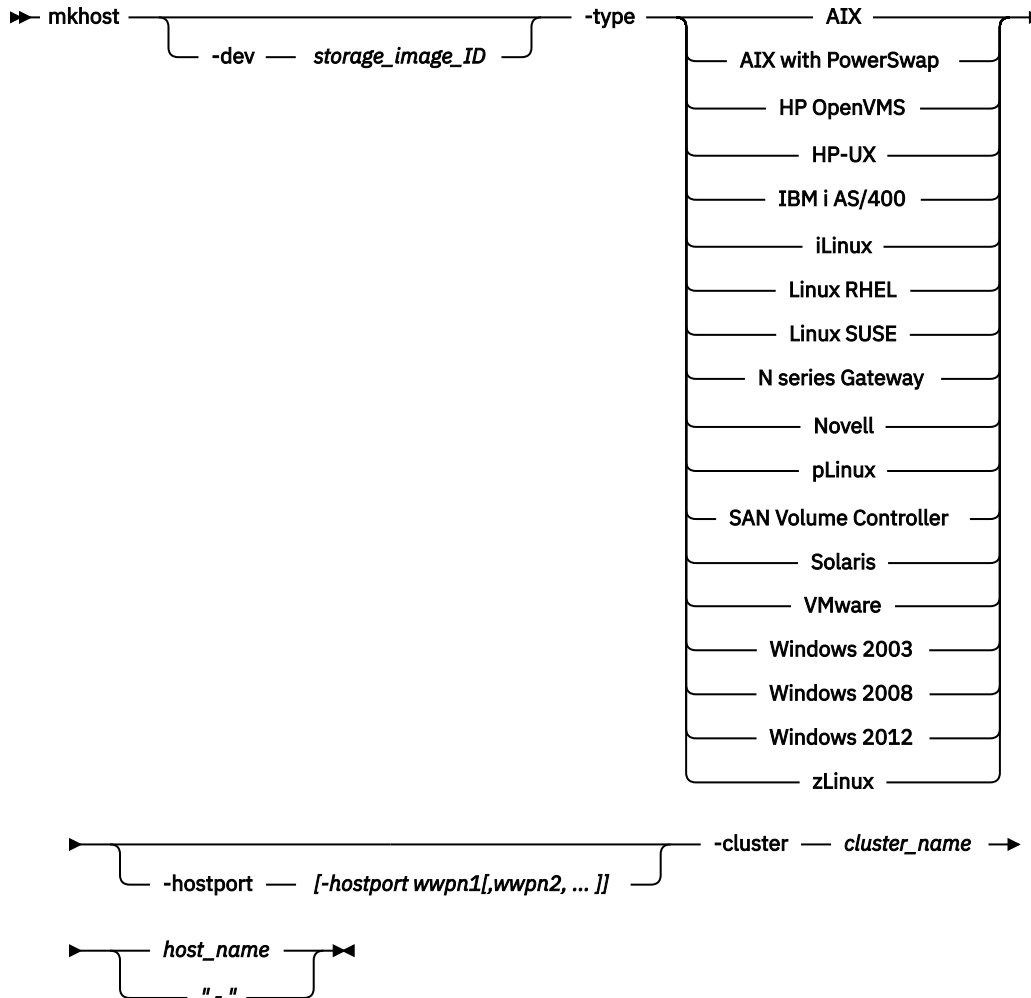 mkhost -type AIX
-dev storage_image_ID
AIX with PowerSwap
HP OpenVMS
HP-UX
IBM i AS/400
iLinux
Linux RHEL
Linux SUSE
N series Gateway
Novell
pLinux
SAN Volume Controller
Solaris
VMware
Windows 2003
Windows 2008
Windows 2012
zLinux
-cluster cluster_name
-hostport [-hostport wwpn1[,wwpn2, ... ]]
host_name
" - "